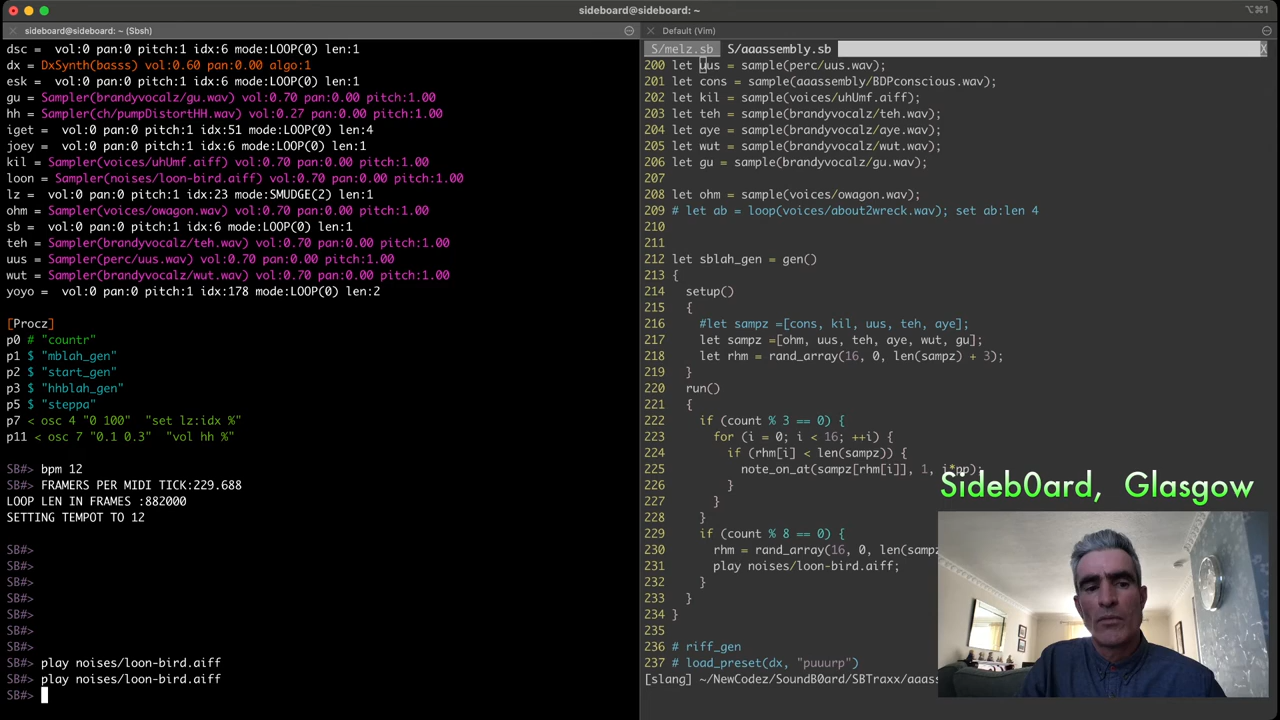 sideboard@sideboard: ~
⌥⌘1
sideboard@sideboard: ~ (Sbsh)
dsc =  vol:0 pan:0 pitch:1 idx:6 mode:LOOP(0) len:1
dx = DxSynth(basss) vol:0.60 pan:0.00 algo:1
esk =  vol:0 pan:0 pitch:1 idx:6 mode:LOOP(0) len:1
gu = Sampler(brandyvocalz/gu.wav) vol:0.70 pan:0.00 pitch:1.00
hh = Sampler(ch/pumpDistortHH.wav) vol:0.27 pan:0.00 pitch:1.00
iget =  vol:0 pan:0 pitch:1 idx:51 mode:LOOP(0) len:4
joey =  vol:0 pan:0 pitch:1 idx:6 mode:LOOP(0) len:1
kil = Sampler(voices/uhUmf.aiff) vol:0.70 pan:0.00 pitch:1.00
loon = Sampler(noises/loon-bird.aiff) vol:0.70 pan:0.00 pitch:1.00
lz =  vol:0 pan:0 pitch:1 idx:23 mode:SMUDGE(2) len:1
ohm = Sampler(voices/owagon.wav) vol:0.70 pan:0.00 pitch:1.00
sb =  vol:0 pan:0 pitch:1 idx:6 mode:LOOP(0) len:1
teh = Sampler(brandyvocalz/teh.wav) vol:0.70 pan:0.00 pitch:1.00
uus = Sampler(perc/uus.wav) vol:0.70 pan:0.00 pitch:1.00
wut = Sampler(brandyvocalz/wut.wav) vol:0.70 pan:0.00 pitch:1.00
yoyo =  vol:0 pan:0 pitch:1 idx:178 mode:LOOP(0) len:2
[Procz]
p0 # "countr"
p1 $ "mblah_gen"
p2 $ "start_gen"
p3 $ "hhblah_gen"
p5 $ "steppa"
p7 < osc 4 "0 100"  "set lz:idx %"
p11 < osc 7 "0.1 0.3"  "vol hh %"
SB#> bpm 12
SB#> FRAMERS PER MIDI TICK:229.688
LOOP LEN IN FRAMES :882000
SETTING TEMPOT TO 12
SB#>
SB#>
SB#>
SB#>
SB#>
SB#>
SB#>
SB#> play noises/loon-bird.aiff
SB#> play noises/loon-bird.aiff
SB#>
Default (Vim)
S/melz.sb  S/aaassembly.sb  X
200 let uus = sample(perc/uus.wav);
201 let cons = sample(aaassembly/BDPconscious.wav);
202 let kil = sample(voices/uhUmf.aiff);
203 let teh = sample(brandyvocalz/teh.wav);
204 let aye = sample(brandyvocalz/aye.wav);
205 let wut = sample(brandyvocalz/wut.wav);
206 let gu = sample(brandyvocalz/gu.wav);
207
208 let ohm = sample(voices/owagon.wav);
209 # let ab = loop(voices/about2wreck.wav); set ab:len 4
210
211
212 let sblah_gen = gen()
213 {
214   setup()
215   {
216     #let sampz =[cons, kil, uus, teh, aye];
217     let sampz =[ohm, uus, teh, aye, wut, gu];
218     let rhm = rand_array(16, 0, len(sampz) + 3);
219   }
220   run()
221   {
222     if (count % 3 == 0) {
223       for (i = 0; i < 16; ++i) {
224         if (rhm[i] < len(sampz)) {
225           note_on_at(sampz[rhm[i]], 1, i*pp);
226         }
227       }
228     }
229     if (count % 8 == 0) {
230       rhm = rand_array(16, 0, len(sampz
231       play noises/loon-bird.aiff;
232     }
233   }
234 }
235
236 # riff_gen
237 # load_preset(dx, "puuurp")
[slang] ~/NewCodez/SoundB0ard/SBTraxx/aaass
Sideb0ard, Glasgow